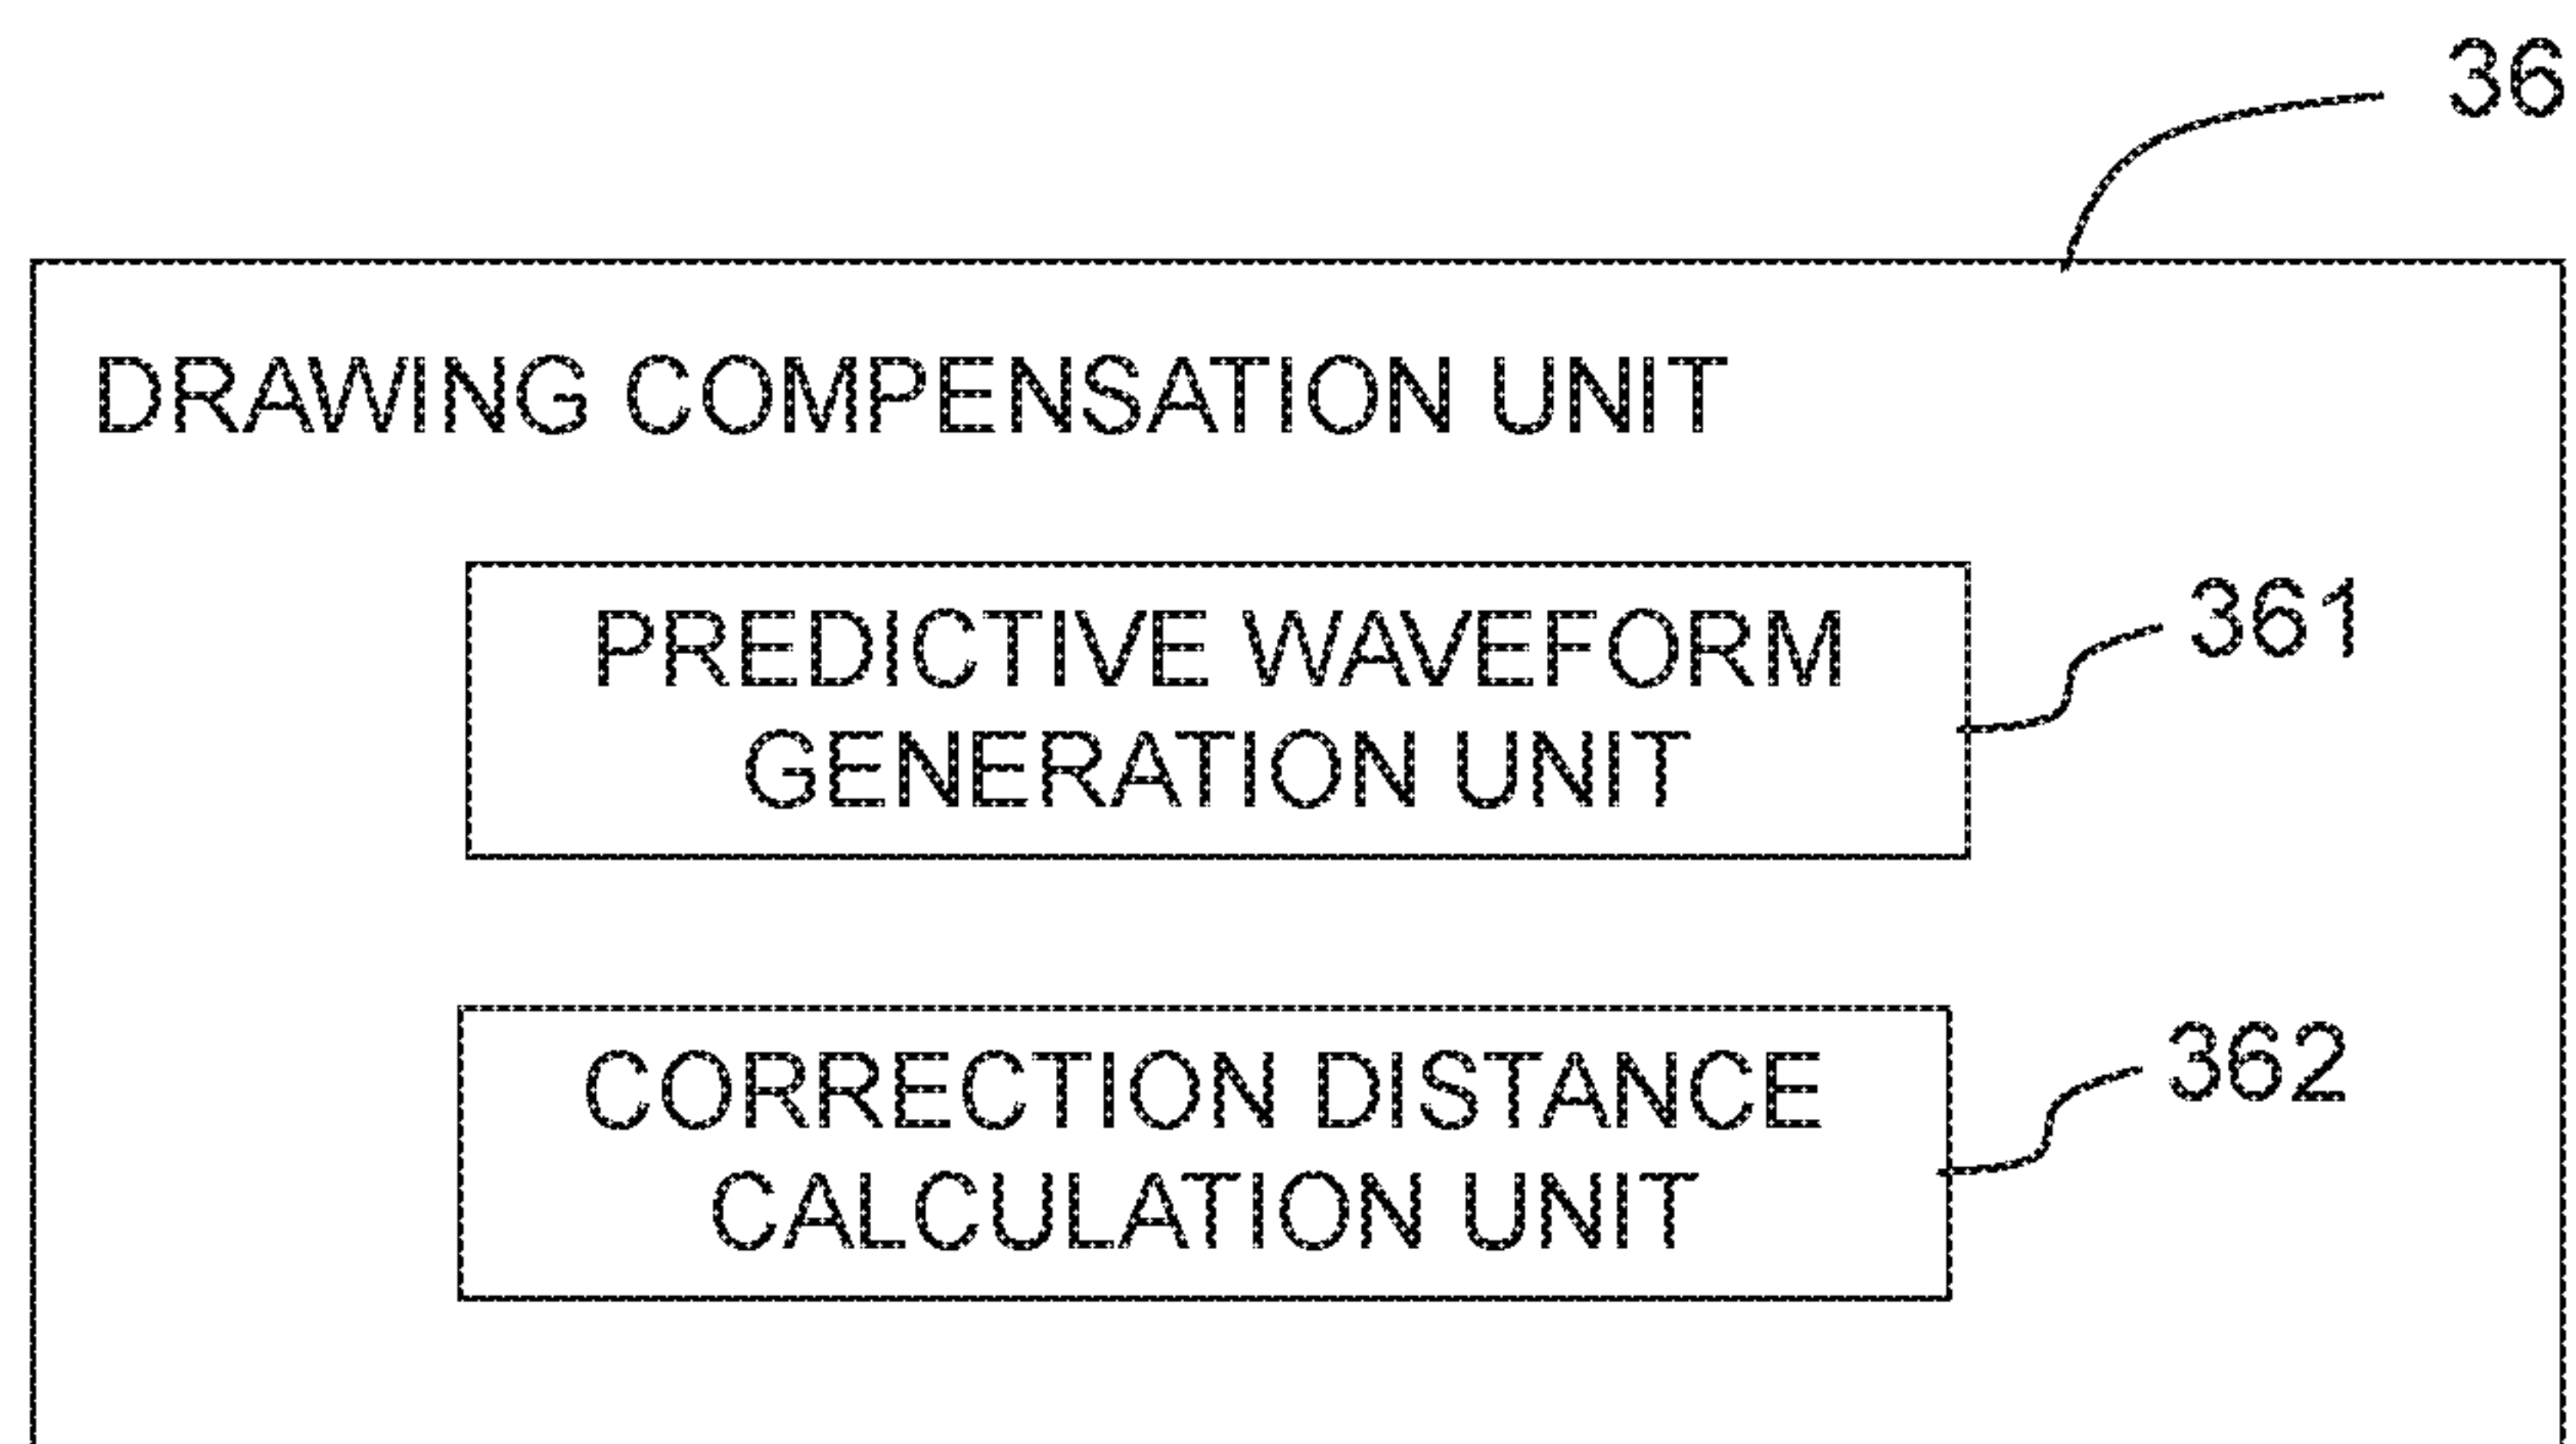 36
DRAWING COMPENSATION UNIT
PREDICTIVE WAVEFORM
GENERATION UNIT
361
CORRECTION DISTANCE
CALCULATION UNIT
362